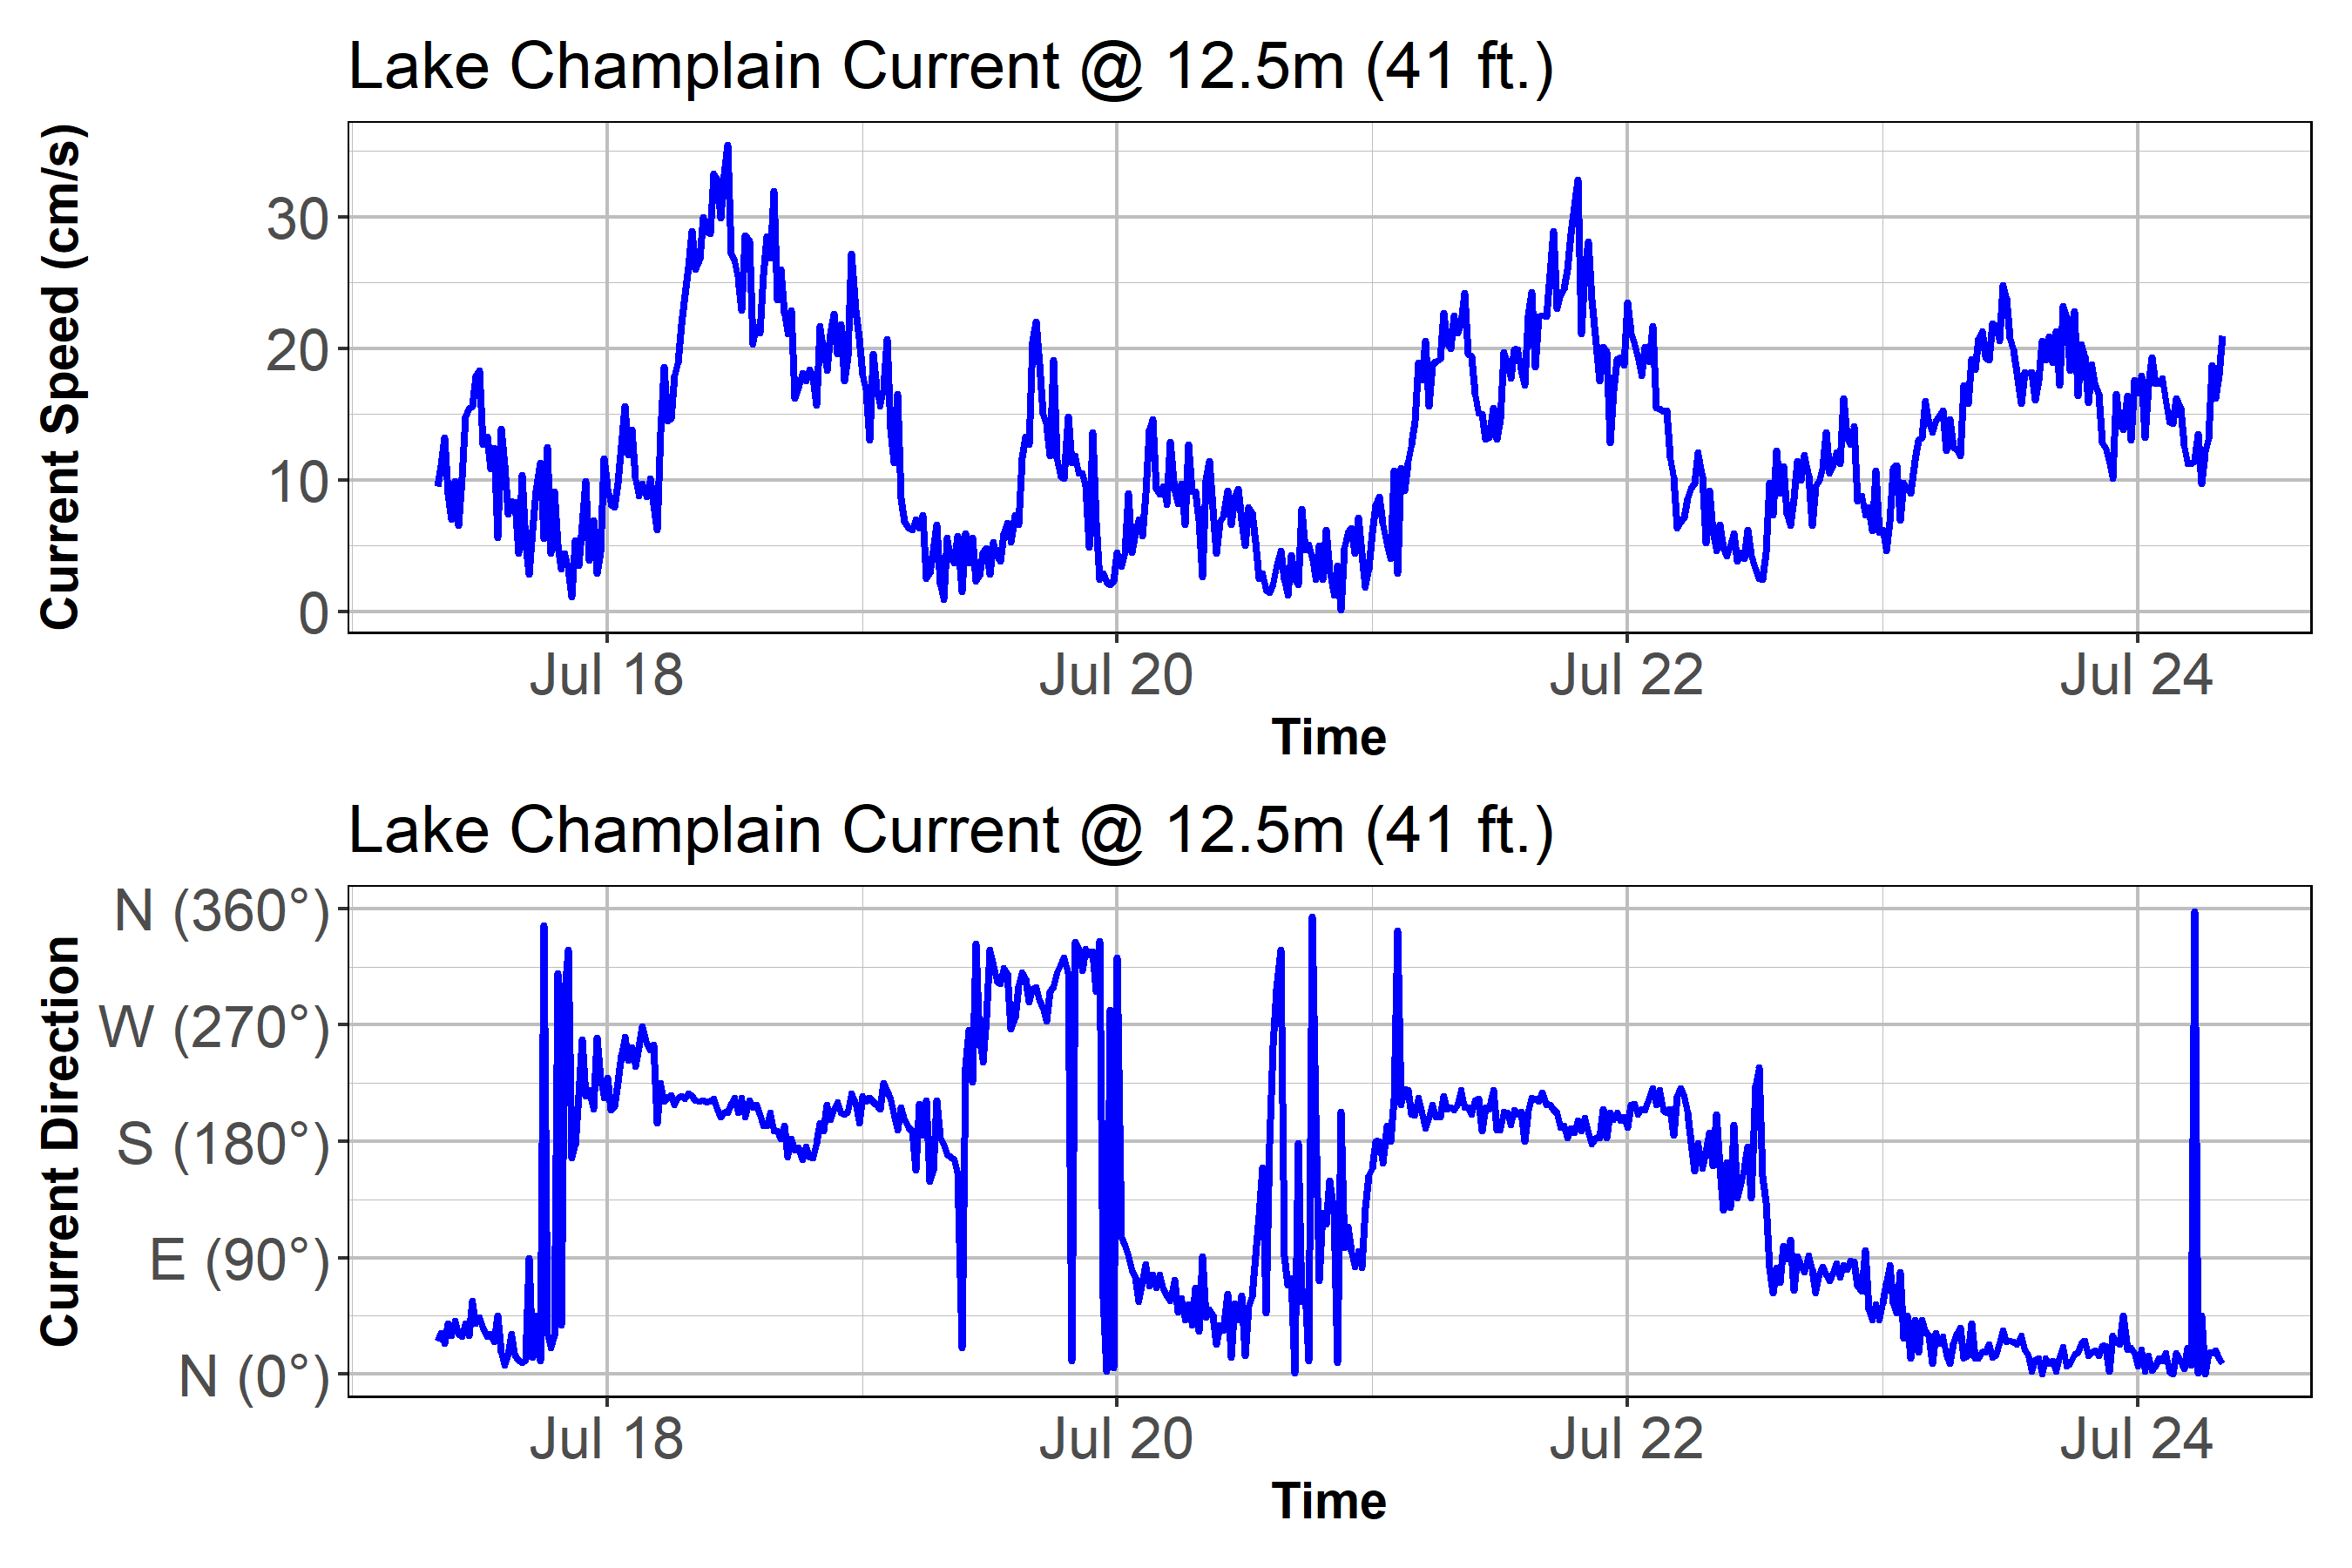 Lake Champlain Current @ 12.5m (41 ft.)
Current Speed (cm/s)
30
20
10
0
Jul 18 Jul 20 Jul 22 Jul 24
Time
Lake Champlain Current @ 12.5m (41 ft.)
Current Direction
N (360°)
W (270°)
S (180°)
E (90°)
N (0°)
Jul 18 Jul 20 Jul 22 Jul 24
Time